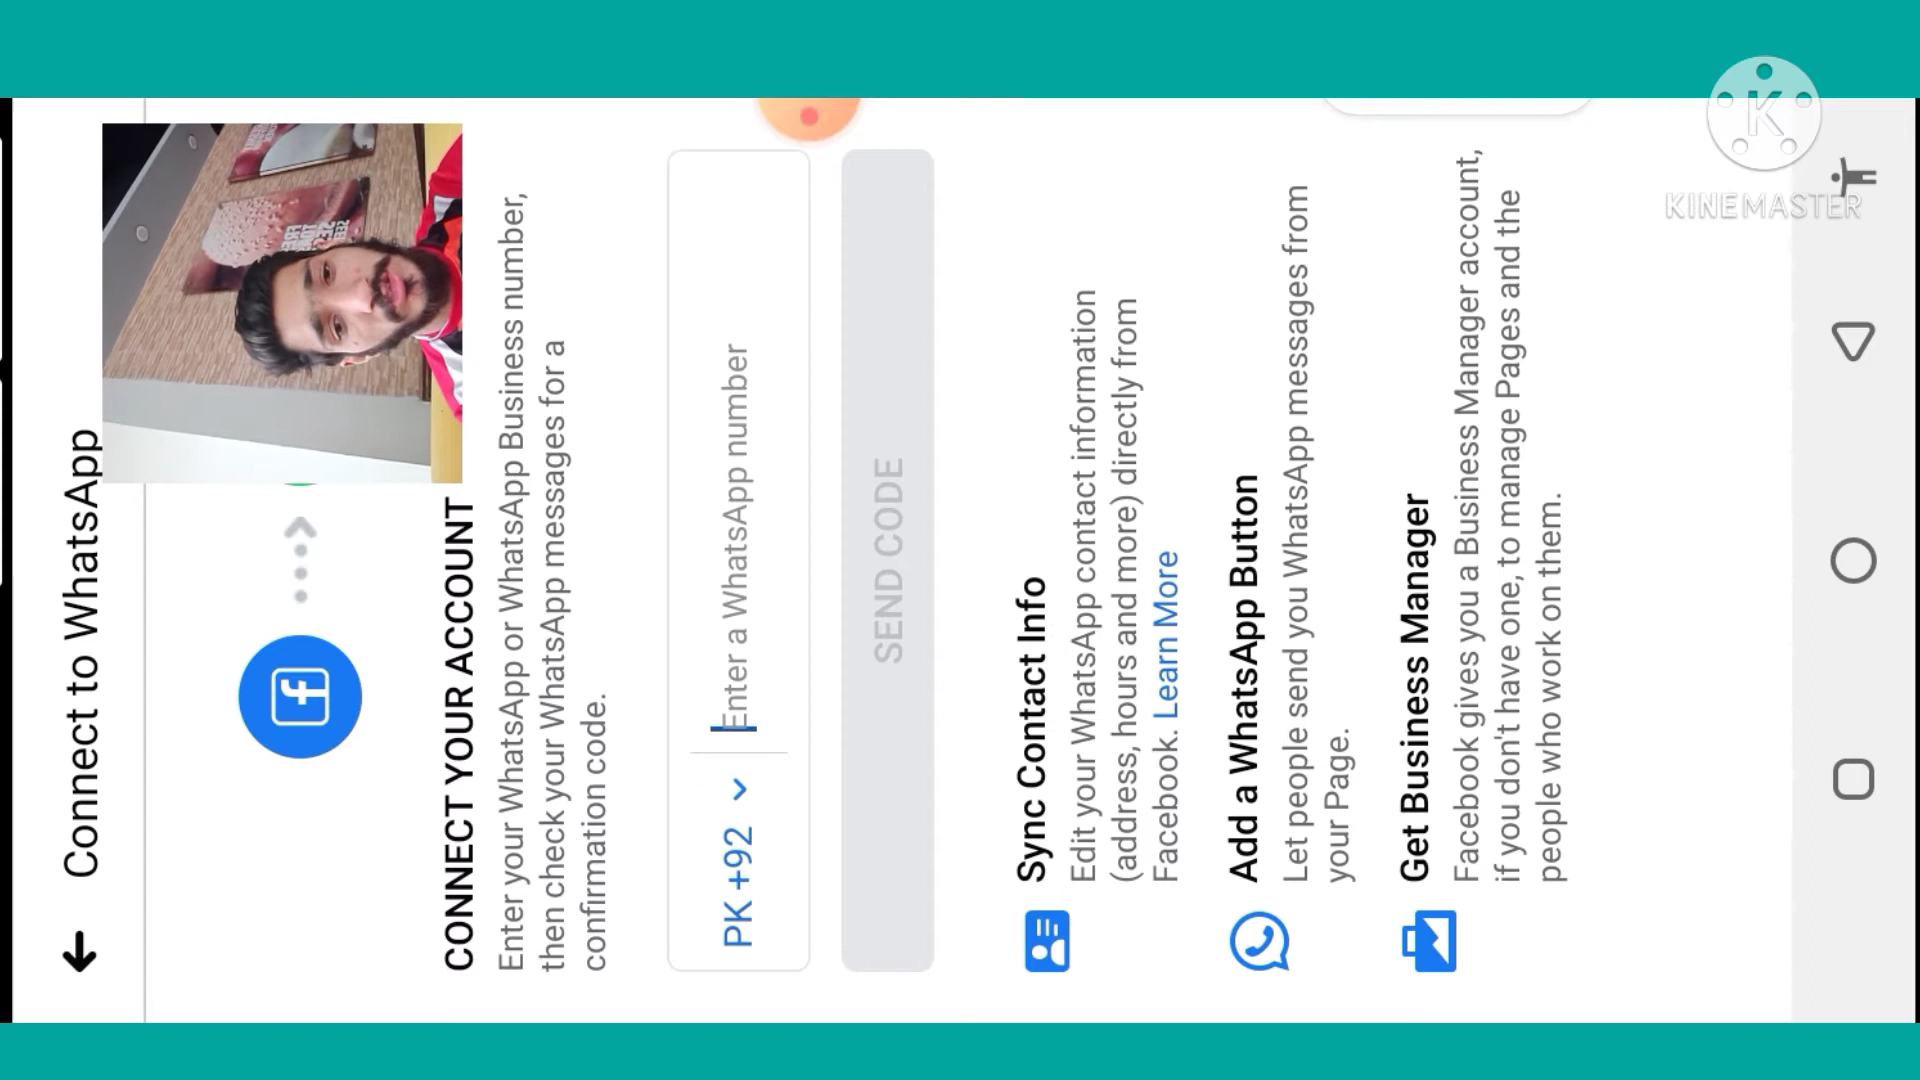 Connect to WhatsApp
CONNECT YOUR ACCOUNT
Enter your WhatsApp or WhatsApp Business number,
then check your WhatsApp messages for a
confirmation code.
PK +92
Enter a WhatsApp number
SEND CODE
Sync Contact Info
Edit your WhatsApp contact information
(address, hours and more) directly from
Facebook. Learn More
Add a WhatsApp Button
Let people send you WhatsApp messages from
your Page.
Get Business Manager
Facebook gives you a Business Manager account,
if you don't have one, to manage Pages and the
people who work on them.
K
KINEMASTER